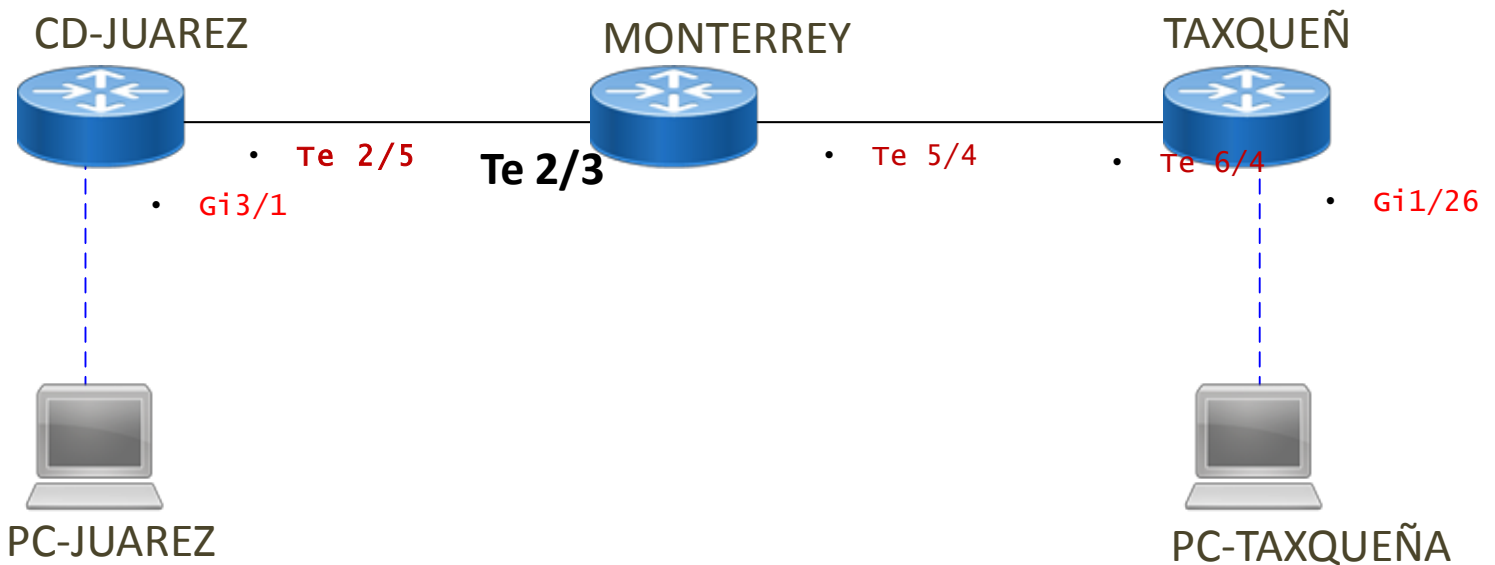 CD-JUAREZ
MONTERREY
TAXQUEÑ
• Te 2/5
Te 2/3
• Te 5/4
• Te 6/4
• Gi3/1
• Gi1/26
PC-JUAREZ
PC-TAXQUEÑA